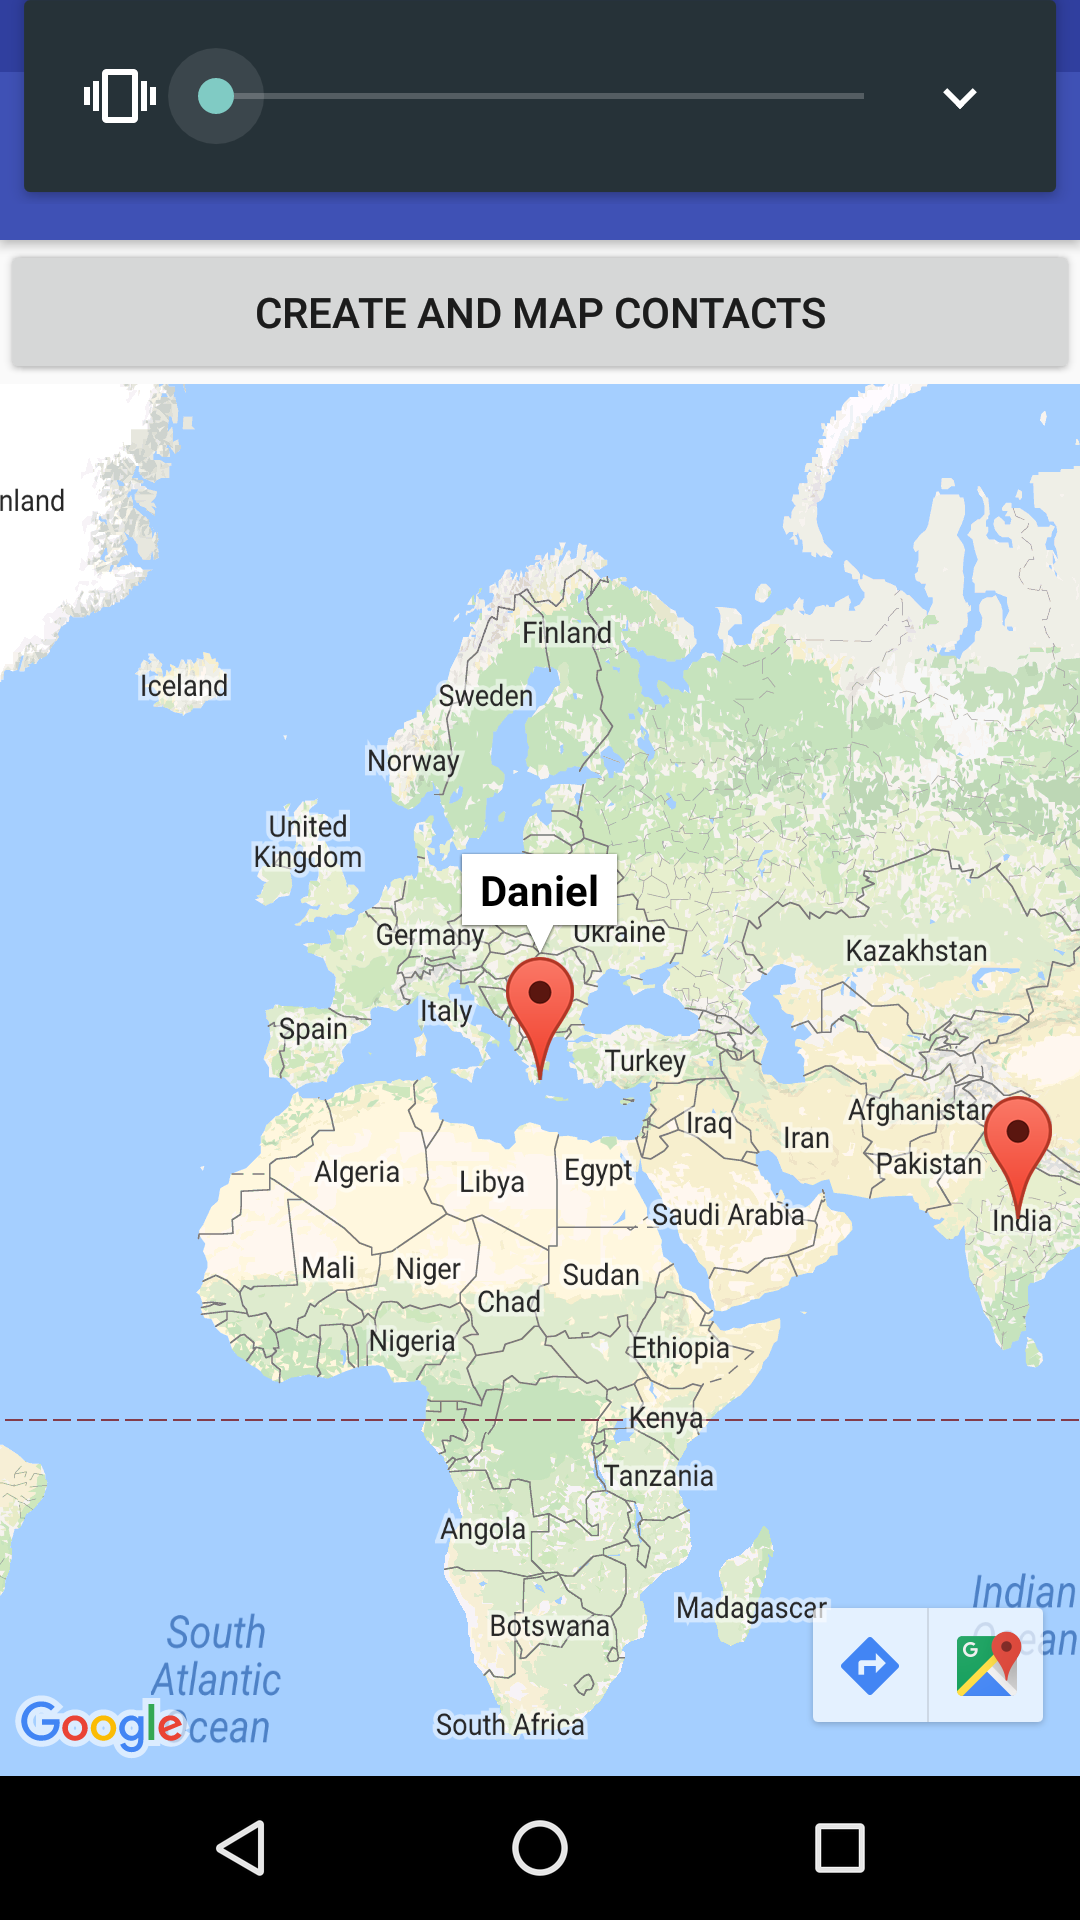 CREATE AND MAP CONTACTS
nland
Finland
Iceland
Sweden
Norway
United
Kingdom
Daniel
Germany
Ukraine
Kazakhstan
Italy
Spain
Turkey
Afghanistan
Iraq
Iran
Pakistan
Algeria
Libya
Egypt
Saudi Arabia
India
Mali
Niger
Sudan
Chad
Nigeria
Ethiopia
Kenya
Tanzania
Angola
Indian
Ocean
Madagascar
Botswana
South
Atlantic
Ocean
South Africa
Google
G